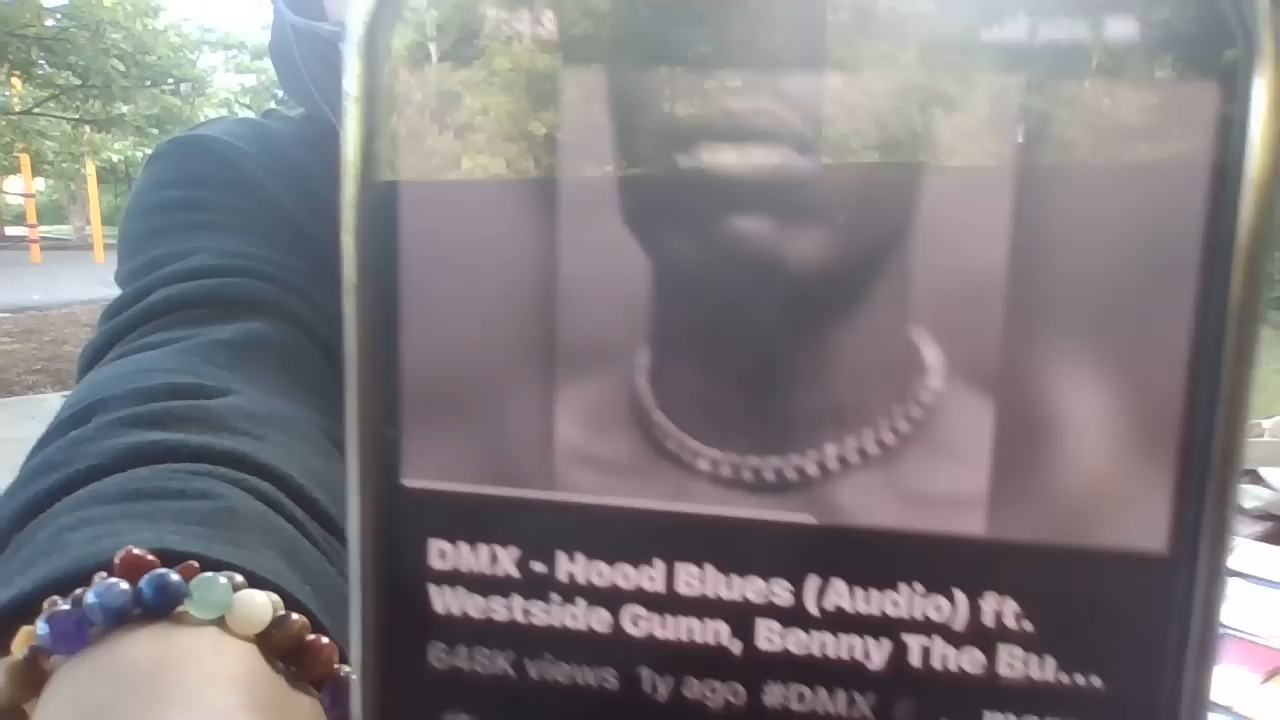 DMX - Hood Blues (Audio) ft.
Westside Gunn, Benny The Bu...
648K views 1y ago #DMX